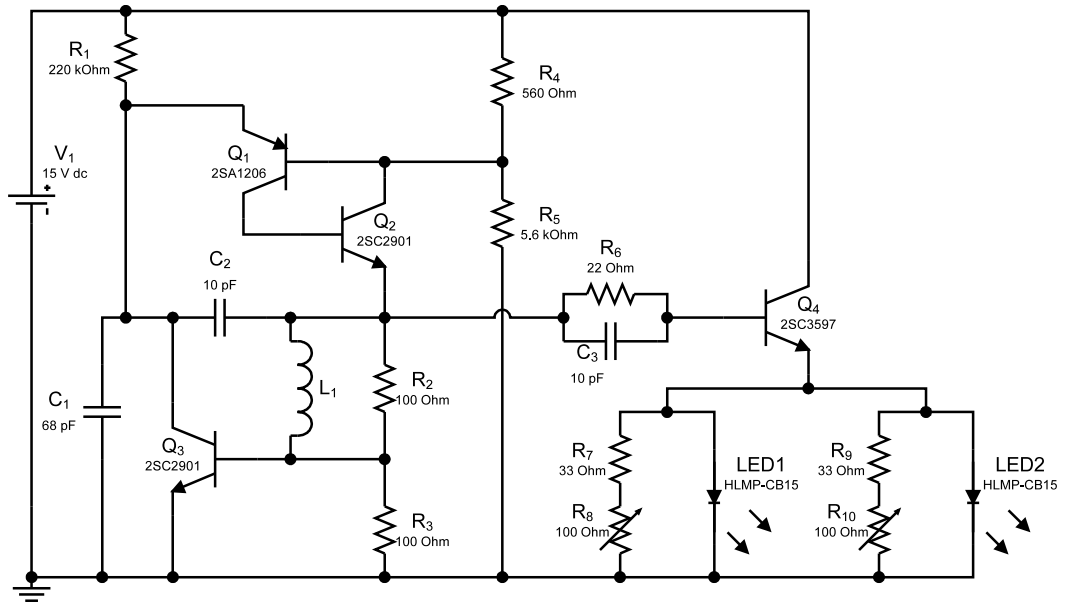 R1
220 kOhm
R4
560 Ohm
V1
15 V dc
+
-
Q1
2SA1206
Q2
2SC2901
R5
5.6 kOhm
R6
22 Ohm
C2
10 pF
Q4
2SC3597
C3
10 pF
R2
100 Ohm
L1
C1
68 pF
Q3
2SC2901
R7
33 Ohm
LED1
HLMP-CB15
R9
33 Ohm
LED2
HLMP-CB15
R3
100 Ohm
R8
100 Ohm
R10
100 Ohm